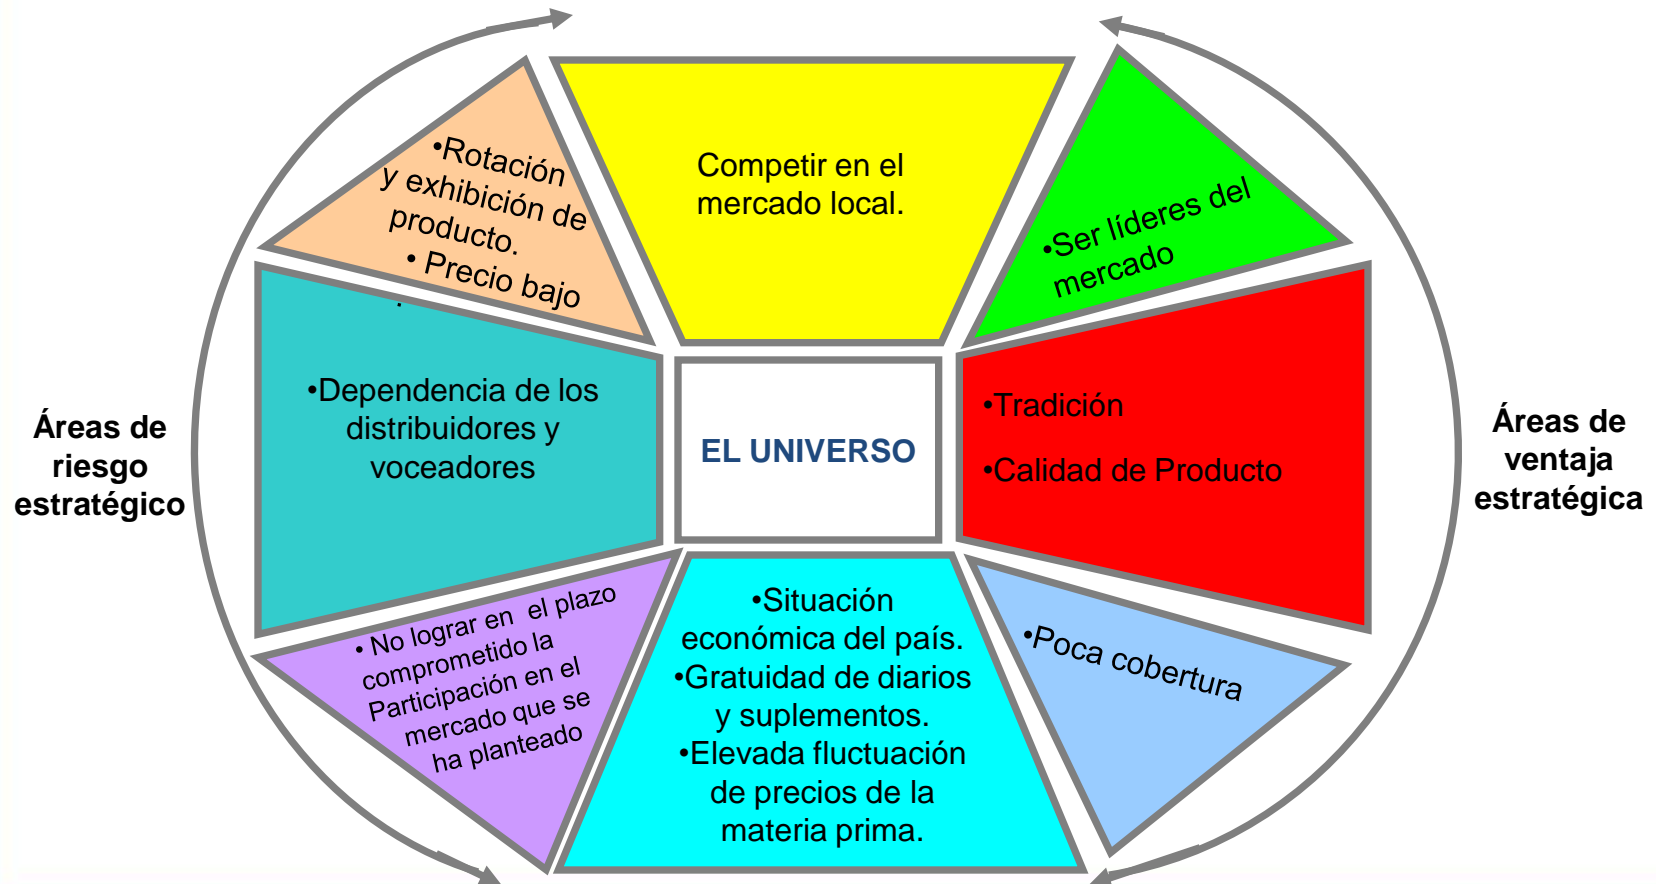 •Rotación
y exhibición de
producto.
• Precio bajo
Competir en el
mercado local.
•Ser líderes del
mercado
.
•Dependencia de los
distribuidores y
voceadores
EL UNIVERSO
•Tradición
•Calidad de Producto
Áreas de
riesgo
estratégico
Áreas de
ventaja
estratégica
• No lograr en  el plazo
comprometido la
Participación en el
mercado que se
ha planteado
•Situación
económica del país.
•Gratuidad de diarios
y suplementos.
•Elevada fluctuación
de precios de la
materia prima.
•Poca cobertura